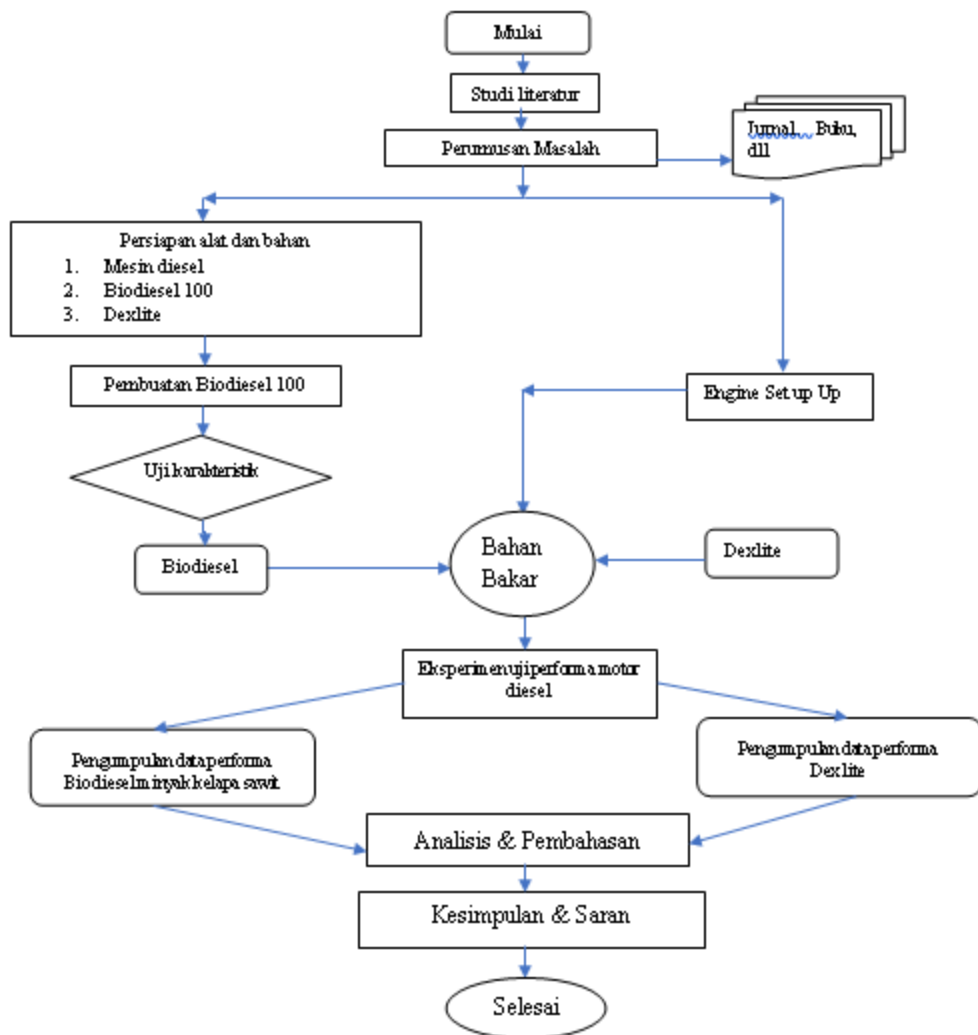 Mulai
Studi literatur
Perumusan Masalah
Jurnal, Buku,
dll
Persiapan alat dan bahan
1. Mesin diesel
2. Biodiesel 100
3. Dexlite
Pembuatan Biodiesel 100
Engine Set up Up
Uji karakteristik
Biodiesel
Bahan
Bakar
Dexlite
Eksperimen uji performa motor
diesel
Pengumpulan data performa
Biodiesel minyak kelapa sawit
Pengumpulan data performa
Dexlite
Analisis & Pembahasan
Kesimpulan & Saran
Selesai